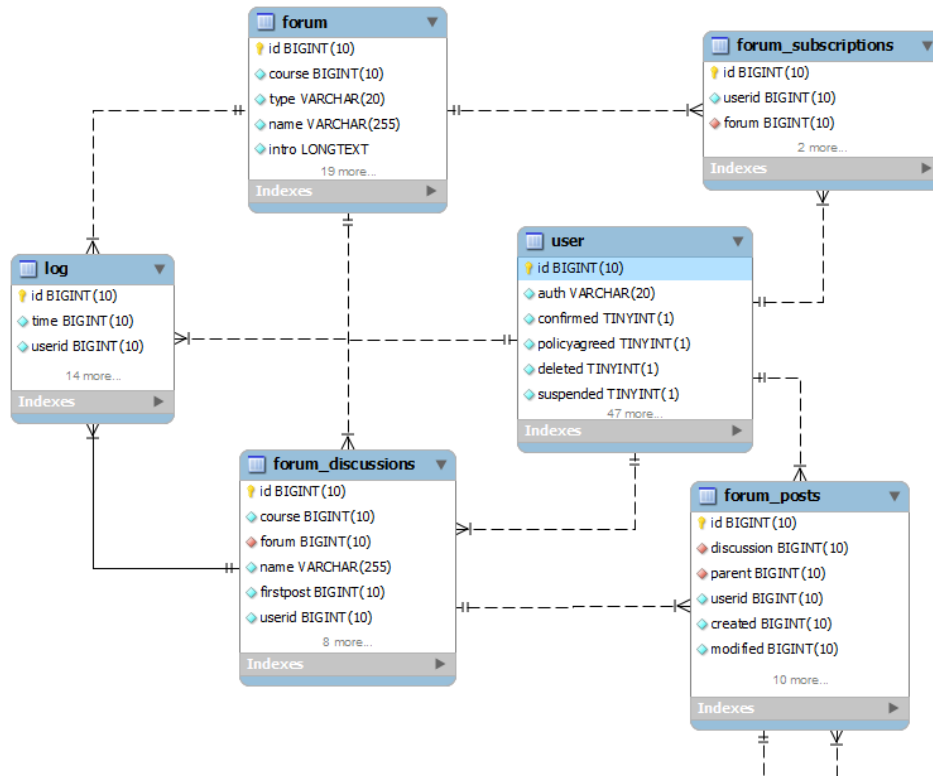 forum
id BIGINT(10)
course BIGINT(10)
type VARCHAR(20)
name VARCHAR(255)
intro LONGTEXT
19 more...
Indexes
forum_subscriptions
id BIGINT(10)
userid BIGINT(10)
forum BIGINT(10)
2 more...
Indexes
user
id BIGINT(10)
auth VARCHAR(20)
confirmed TINYINT(1)
policyagreed TINYINT(1)
deleted TINYINT(1)
suspended TINYINT(1)
47 more...
Indexes
log
id BIGINT(10)
time BIGINT(10)
userid BIGINT(10)
14 more...
Indexes
forum_discussions
id BIGINT(10)
course BIGINT(10)
forum BIGINT(10)
name VARCHAR(255)
firstpost BIGINT(10)
userid BIGINT(10)
8 more...
Indexes
forum_posts
id BIGINT(10)
discussion BIGINT(10)
parent BIGINT(10)
userid BIGINT(10)
created BIGINT(10)
modified BIGINT(10)
10 more...
Indexes